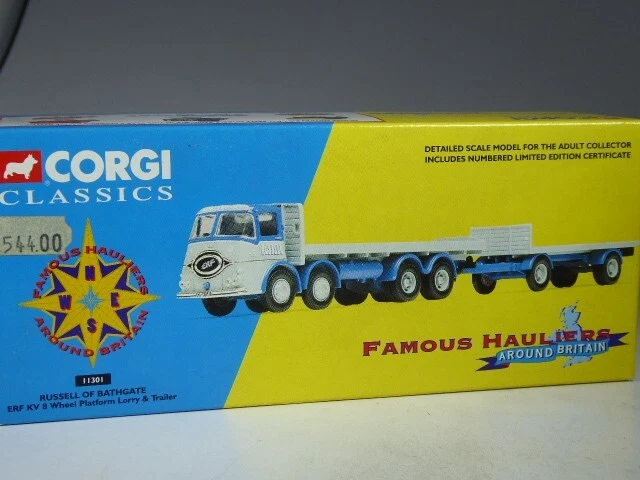 CORGI
CLASSICS
DETAILED SCALE MODEL FOR THE ADULT COLLECTOR
INCLUDES NUMBERED LIMITED EDITION CERTIFICATE
544.00
FAMOUS HAULIERS
N
W E
S
AROUND BRITAIN
ERF
FAMOUS HAULIERS
AROUND BRITAIN
11301
RUSSELL OF BATHGATE
ERF KV 8 Wheel Platform Lorry & Trailer